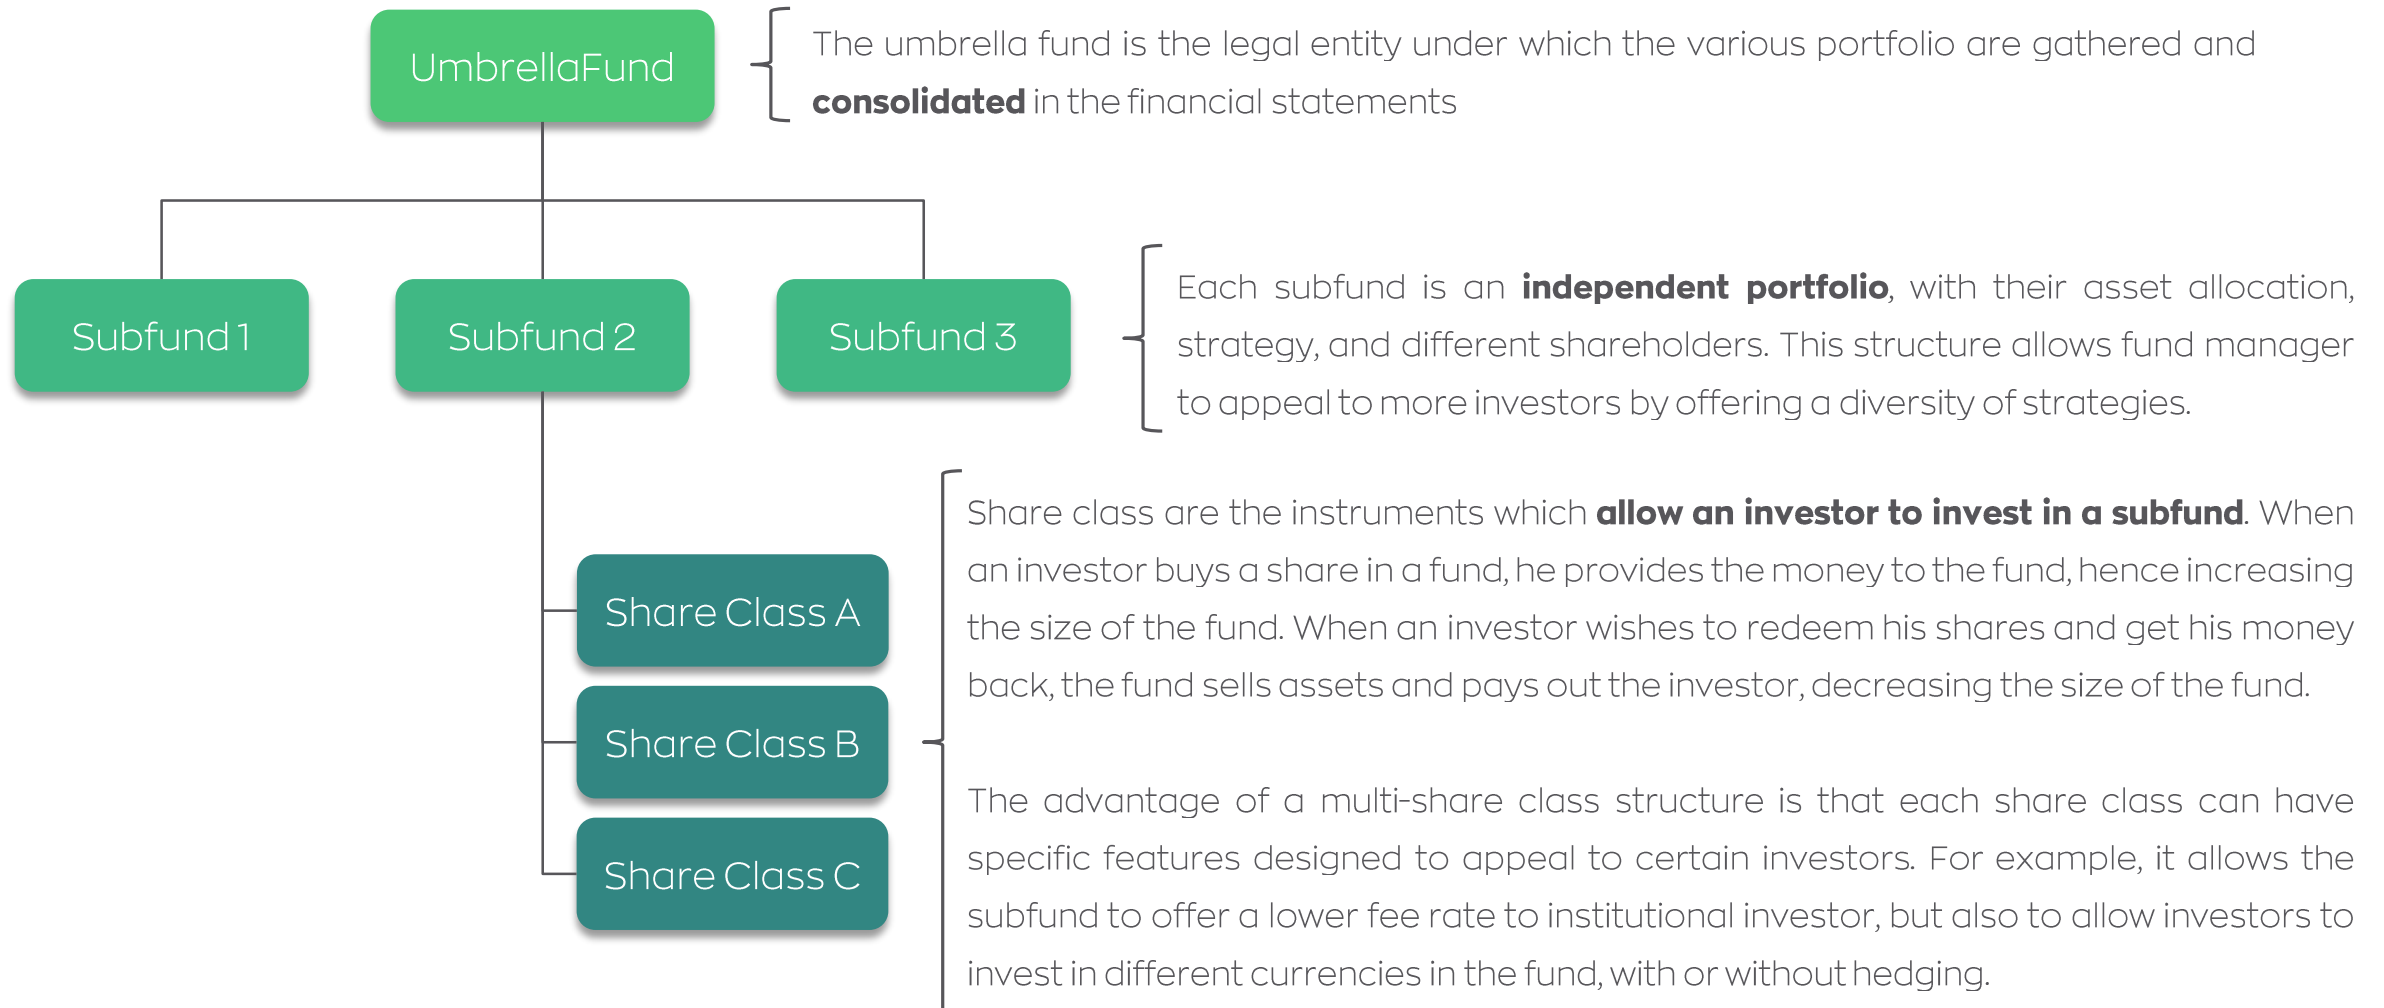 UmbrellaFund
The umbrella fund is the legal entity under which the various portfolio are gathered and
consolidated in the financial statements
Subfund 1
Subfund 2
Subfund 3
Each subfund is an independent portfolio, with their asset allocation,
strategy, and different shareholders. This structure allows fund manager
to appeal to more investors by offering a diversity of strategies.
Share Class A
Share Class B
Share Class C
Share class are the instruments which allow an investor to invest in a subfund. When
an investor buys a share in a fund, he provides the money to the fund, hence increasing
the size of the fund. When an investor wishes to redeem his shares and get his money
back, the fund sells assets and pays out the investor, decreasing the size of the fund.
The advantage of a multi-share class structure is that each share class can have
specific features designed to appeal to certain investors. For example, it allows the
subfund to offer a lower fee rate to institutional investor, but also to allow investors to
invest in different currencies in the fund, with or without hedging.